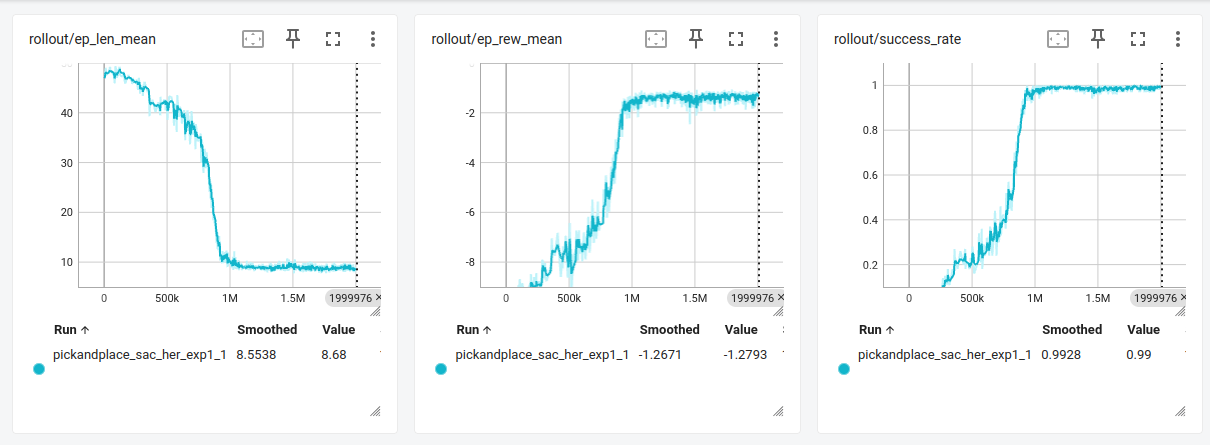 rollout/ep_len_mean
40
30
20
10
0
500k
1M
1.5M
1999976 ×
Run ↑ Smoothed Value
pickandplace_sac_her_exp1_1 8.5538 8.68
rollout/ep_rew_mean
-2
-4
-6
-8
0
500k
1M
1.5M
1999976 ×
Run ↑ Smoothed Value
pickandplace_sac_her_exp1_1 -1.2671 -1.2793
rollout/success_rate
1
0.8
0.6
0.4
0.2
0
500k
1M
1.5M
1999976 ×
Run ↑ Smoothed Value
pickandplace_sac_her_exp1_1 0.9928 0.99